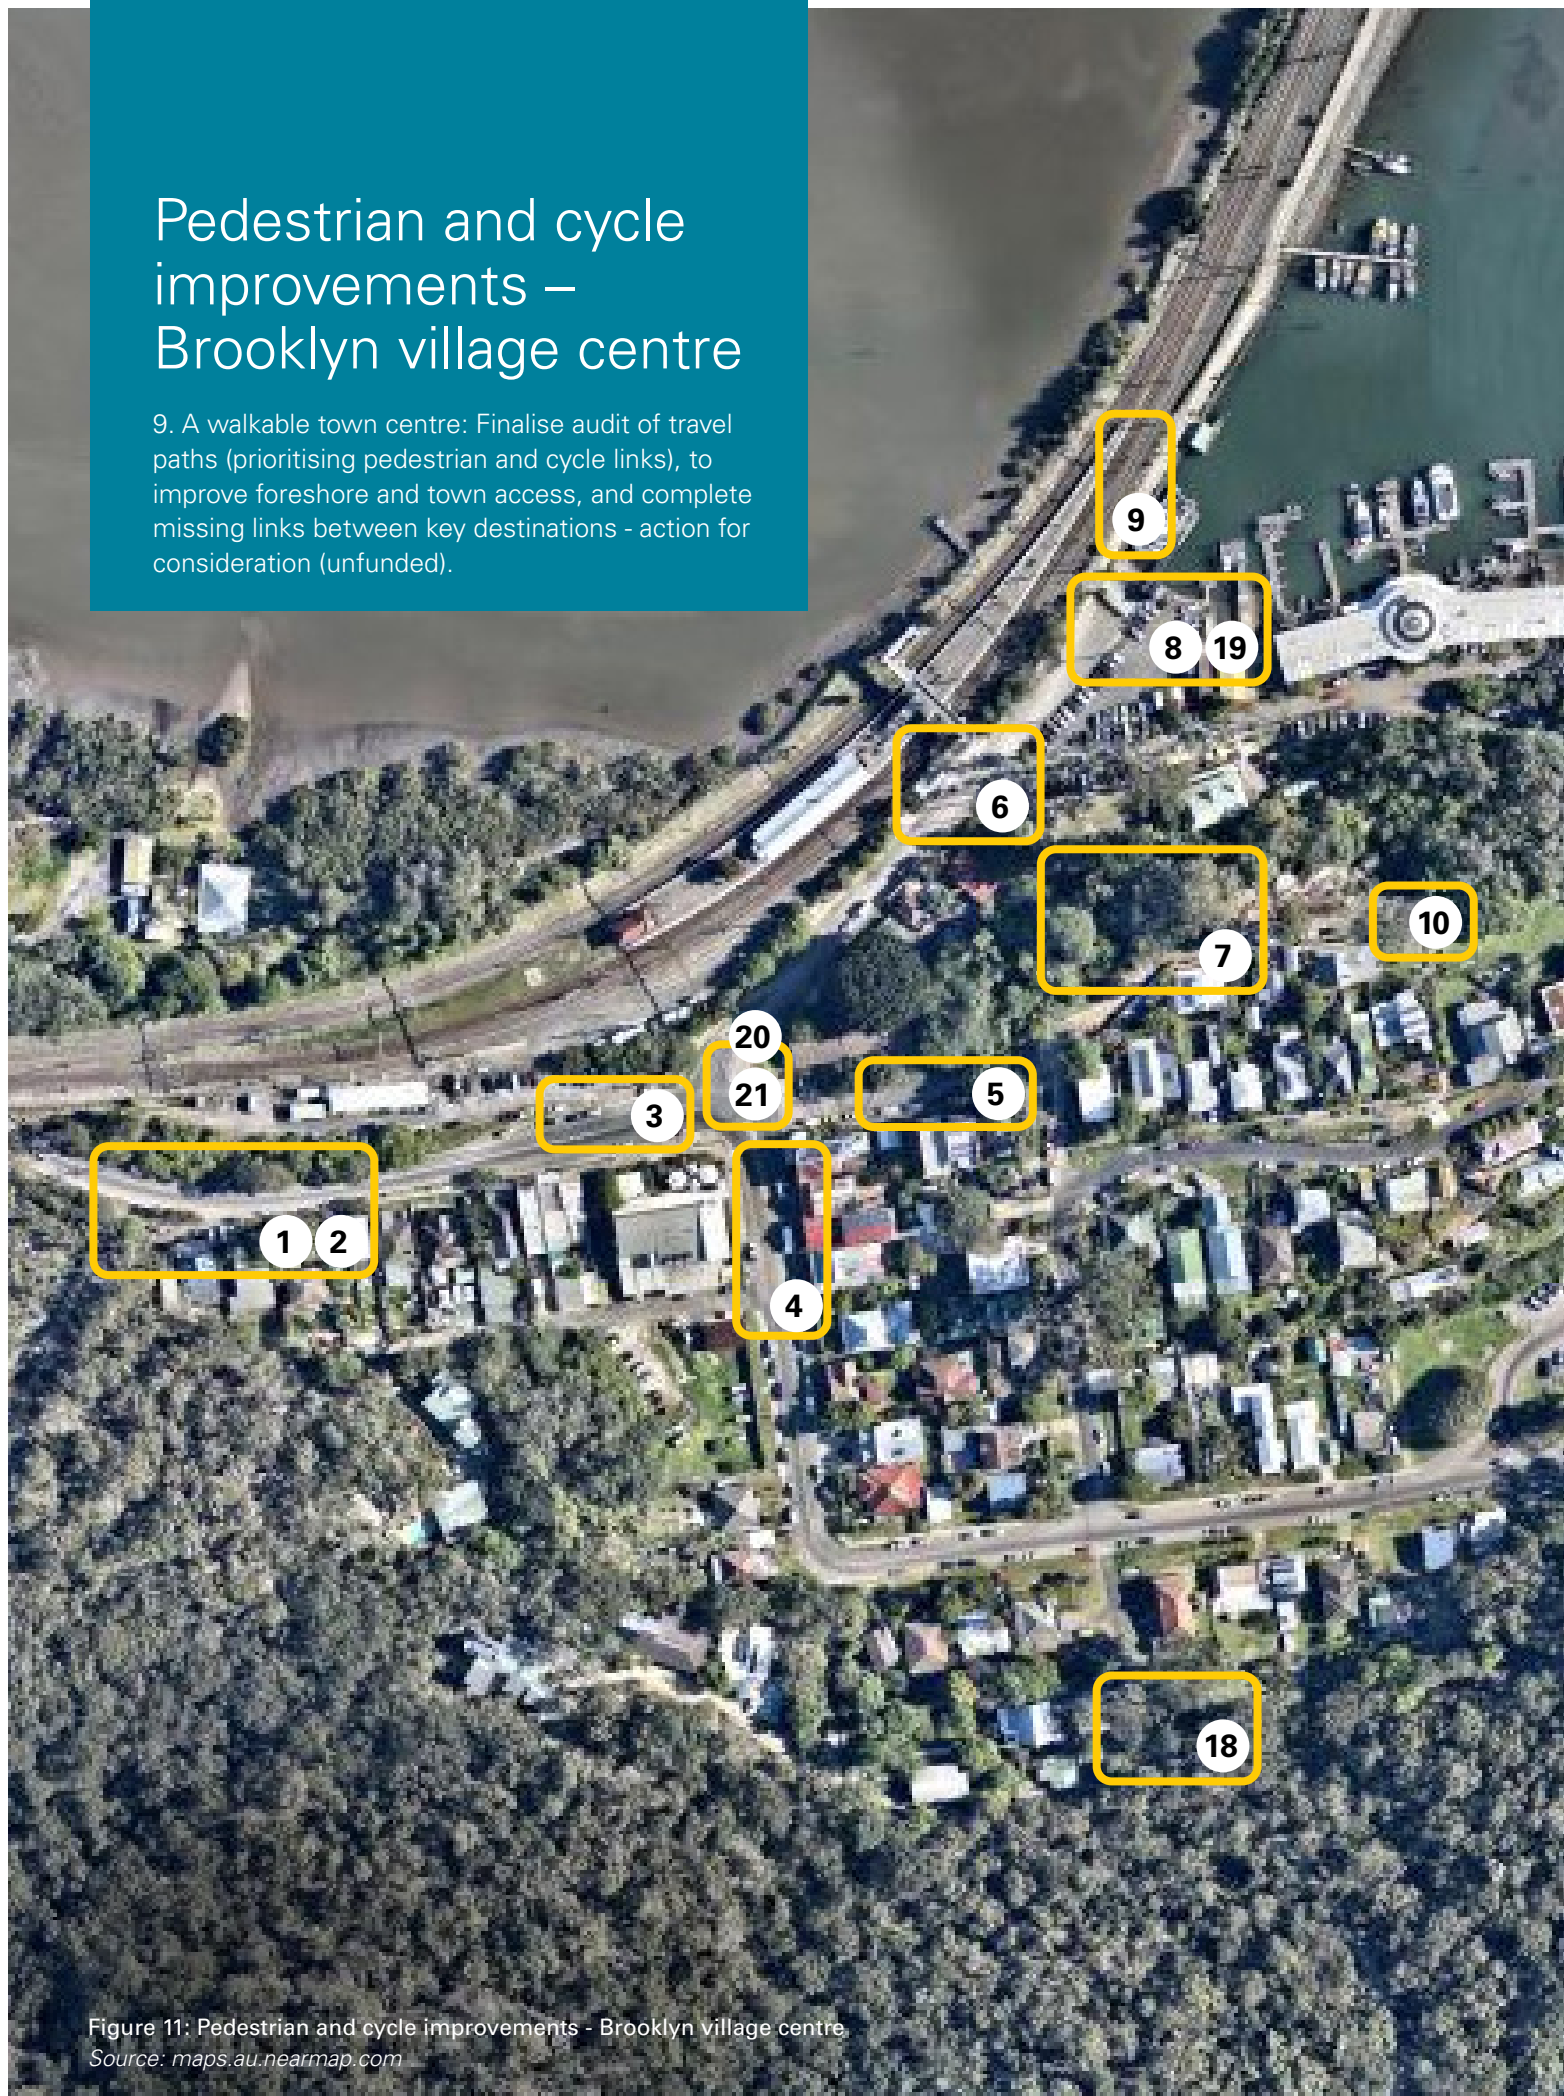 Pedestrian and cycle
improvements –
Brooklyn village centre
9. A walkable town centre: Finalise audit of travel
paths (prioritising pedestrian and cycle links), to
improve foreshore and town access, and complete
missing links between key destinations - action for
consideration (unfunded).
9
8 19
6
7
10
20
21
3
5
1 2
4
18
Figure 11: Pedestrian and cycle improvements - Brooklyn village centre
Source: maps.au.nearmap.com